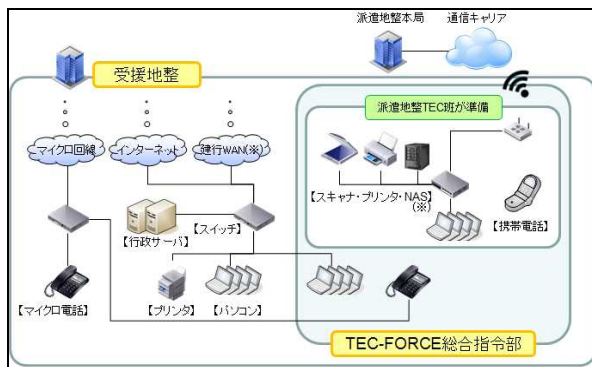 派遣地整本局
通信キャリア
受援地整
派遣地整TEC班が準備
マイクロ回線
インターネット
建行WAN(※)
【スキャナ・プリンタ・NAS】
(※)
【携帯電話】
【行政サーバ】
【スイッチ】
【マイクロ電話】
【プリンタ】
【パソコン】
TEC-FORCE総合指令部